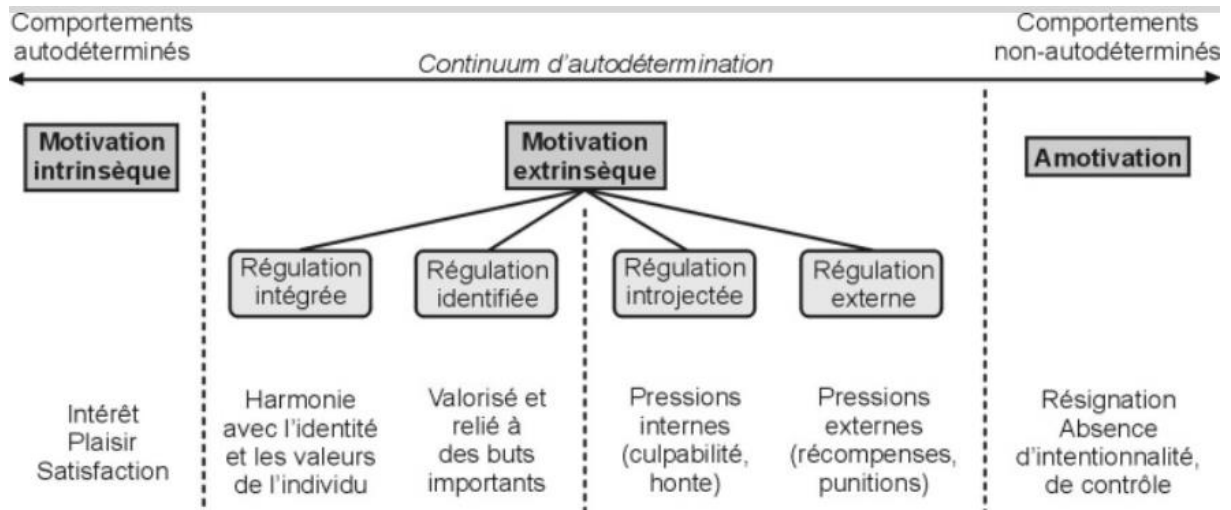 Comportements
autodéterminés
Comportements
non-autodéterminés
Continuum d'autodétermination
Motivation
intrinsèque
Motivation
extrinsèque
Amotivation
Régulation
intégrée
Régulation
identifiée
Régulation
introjectée
Régulation
externe
Intérêt
Plaisir
Satisfaction
Harmonie
avec l'identité
et les valeurs
de l'individu
Valorisé et
relié à
des buts
importants
Pressions
internes
(culpabilité,
honte)
Pressions
externes
(récompenses,
punitions)
Résignation
Absence
d'intentionnalité,
de contrôle